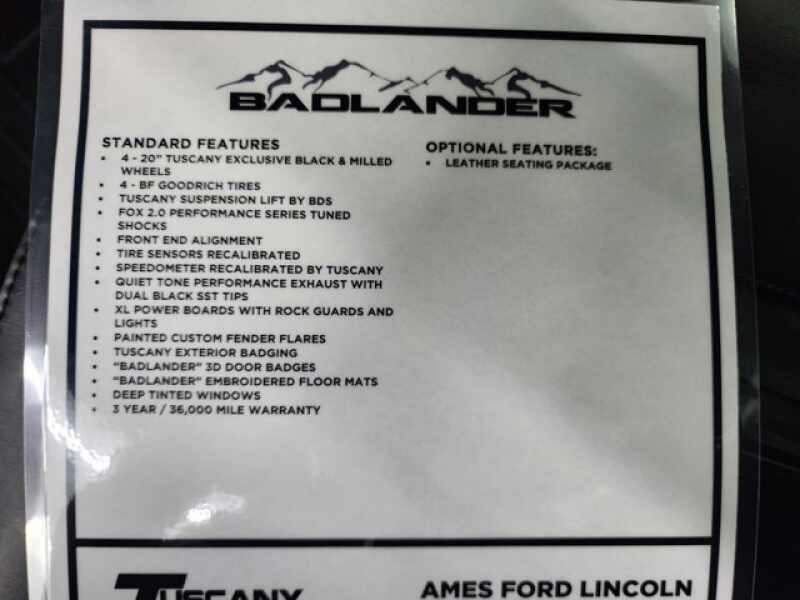 BADLANDER
STANDARD FEATURES
• 4 - 20" TUSCANY EXCLUSIVE BLACK & MILLED
WHEELS
• 4 - BF GOODRICH TIRES
• TUSCANY SUSPENSION LIFT BY BDS
• FOX 2.0 PERFORMANCE SERIES TUNED
SHOCKS
• FRONT END ALIGNMENT
• TIRE SENSORS RECALIBRATED
• SPEEDOMETER RECALIBRATED BY TUSCANY
• QUIET TONE PERFORMANCE EXHAUST WITH
DUAL BLACK SST TIPS
• XL POWER BOARDS WITH ROCK GUARDS AND
LIGHTS
• PAINTED CUSTOM FENDER FLARES
• TUSCANY EXTERIOR BADGING
• "BADLANDER" 3D DOOR BADGES
• "BADLANDER" EMBROIDERED FLOOR MATS
• DEEP TINTED WINDOWS
• 3 YEAR / 36,000 MILE WARRANTY
OPTIONAL FEATURES:
• LEATHER SEATING PACKAGE
TUSCANY
AMES FORD LINCOLN